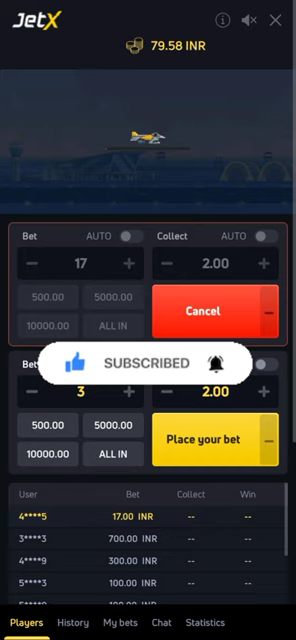 JetX
79.58 INR
Bet AUTO Collect AUTO
17 2.00
500.00 5000.00
10000.00 ALL IN
Cancel
SUBSCRIBED
3 2.00
500.00 5000.00
10000.00 ALL IN
Place your bet
User Bet Collect Win
4****5 17.00 INR -- --
3****3 700.00 INR -- --
4****9 300.00 INR -- --
5****3 100.00 INR -- --
Players History My bets Chat Statistics